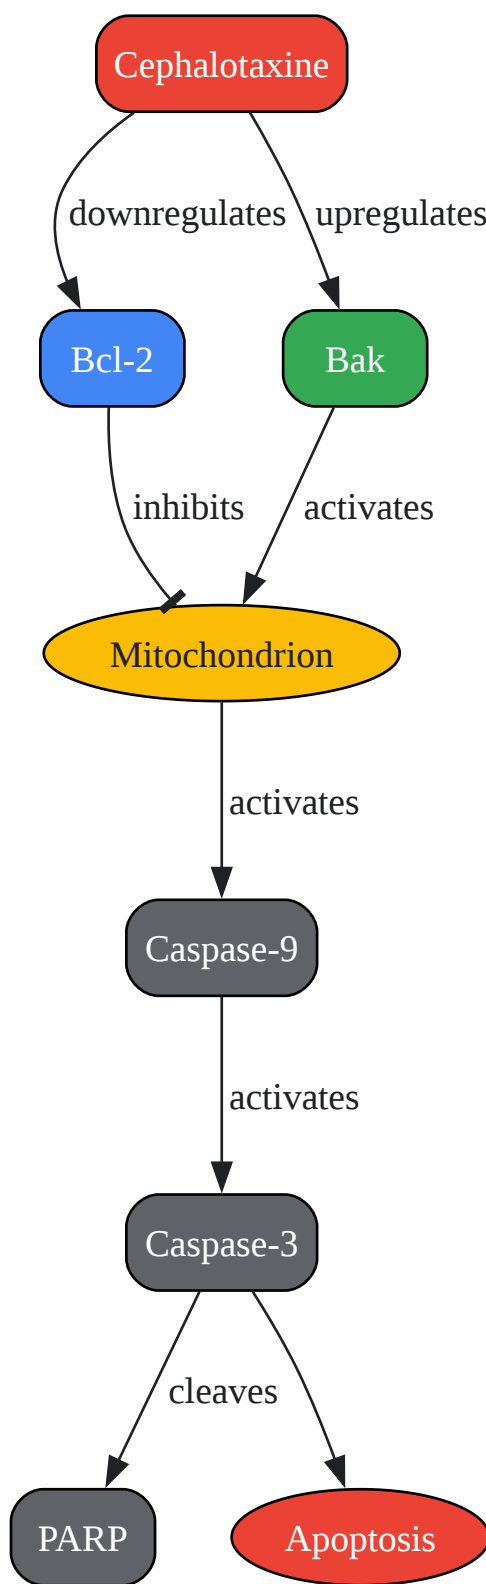 Cephalotaxine
downregulates
upregulates
Bcl-2
Bak
inhibits
activates
Mitochondrion
activates
Caspase-9
activates
Caspase-3
cleaves
PARP
Apoptosis